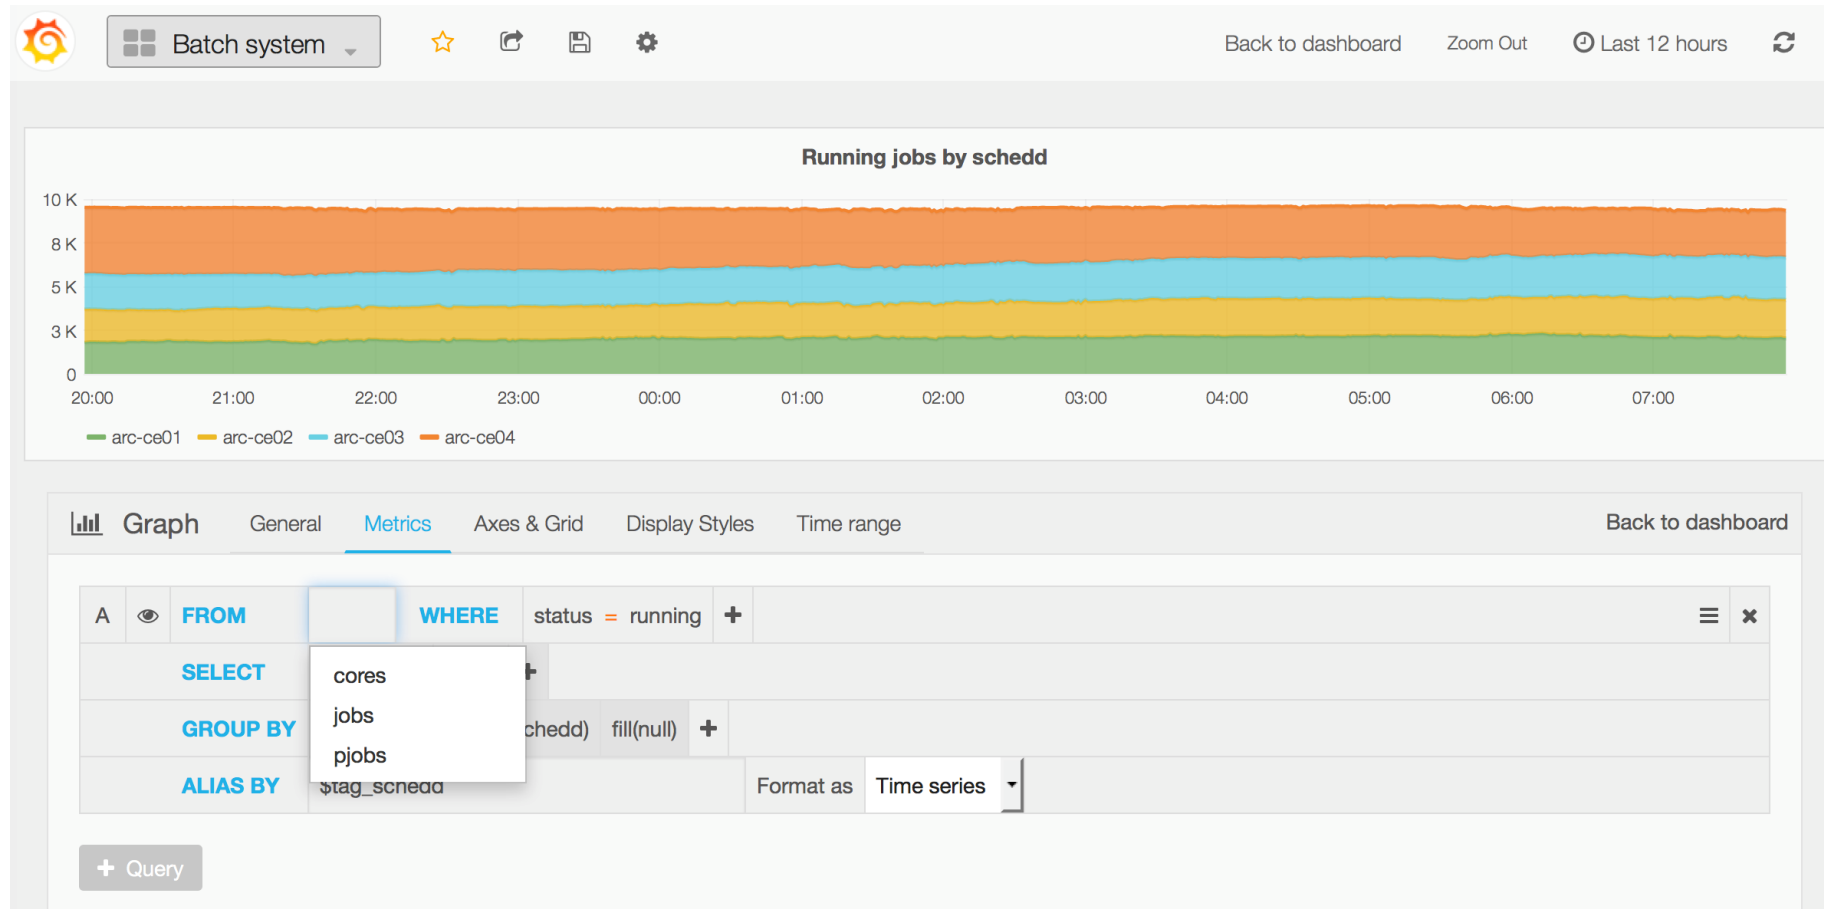 Batch system
Back to dashboard
Zoom Out
Last 12 hours
Running jobs by schedd
10 K
8 K
5 K
3 K
0
20:00 21:00 22:00 23:00 00:00 01:00 02:00 03:00 04:00 05:00 06:00 07:00
arc-ce01 arc-ce02 arc-ce03 arc-ce04
Graph General Metrics Axes & Grid Display Styles Time range Back to dashboard
A FROM WHERE status = running +
SELECT +
cores
jobs
pjobs
GROUP BY chedd) fill(null) +
ALIAS BY $tag_schedd Format as Time series
+ Query